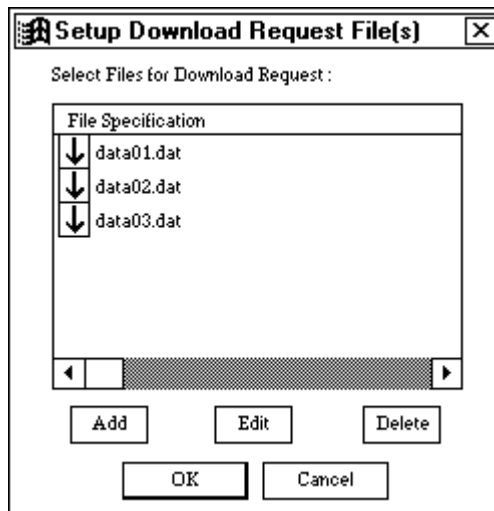 Setup Download Request File(s)
Select Files for Download Request :
File Specification
data01.dat
data02.dat
data03.dat
Add Edit Delete
OK Cancel